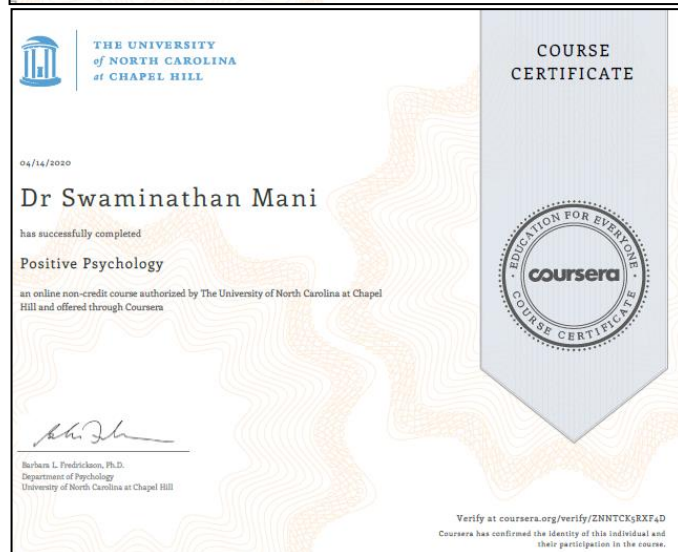 THE UNIVERSITY
of NORTH CAROLINA
at CHAPEL HILL
COURSE
CERTIFICATE
04/14/2020
Dr Swaminathan Mani
has successfully completed
Positive Psychology
an online non-credit course authorized by The University of North Carolina at Chapel
Hill and offered through Coursera
EDUCATION FOR EVERYONE
coursera
COURSE CERTIFICATE
Barbara L. Fredrickson, Ph.D.
Department of Psychology
University of North Carolina at Chapel Hill
Verify at coursera.org/verify/ZNNTCK5RXF4D
Coursera has confirmed the identity of this individual and
their participation in the course.